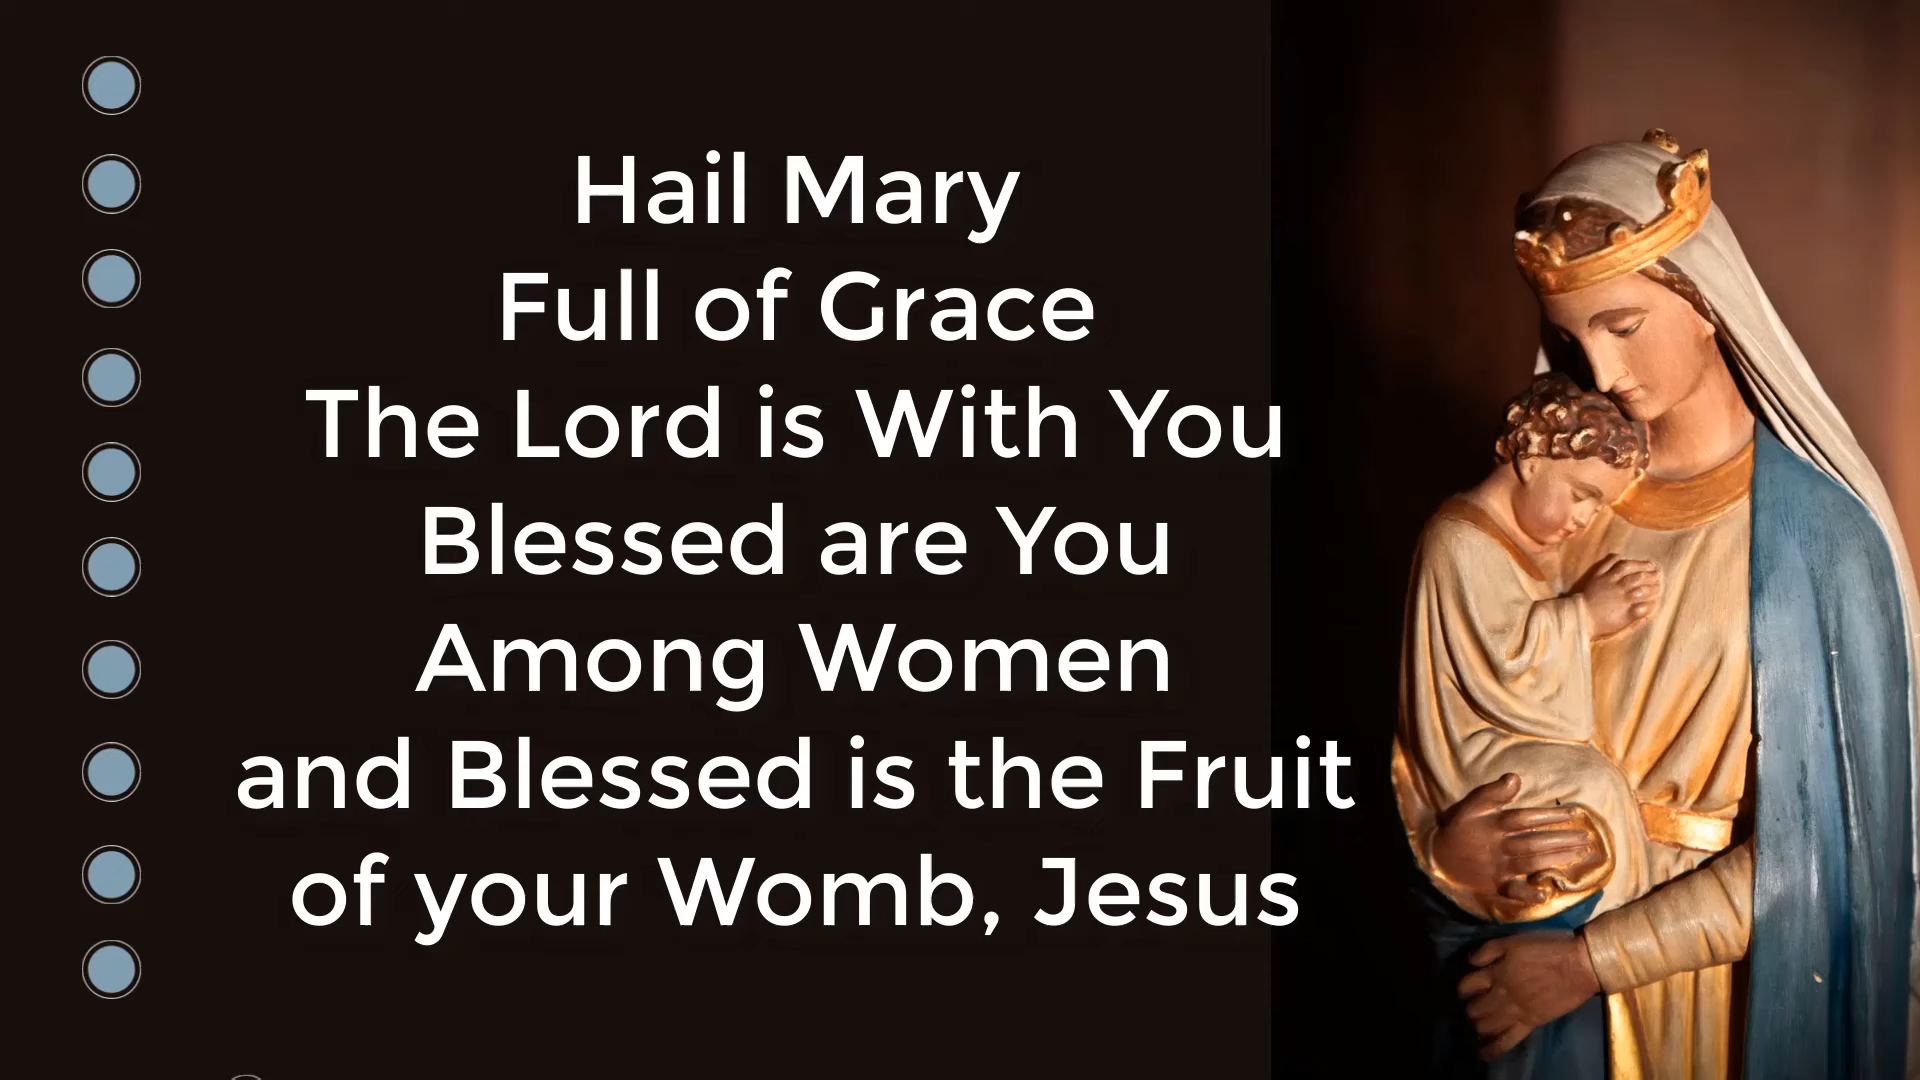 Hail Mary
Full of Grace
The Lord is With You
Blessed are You
Among Women
and Blessed is the Fruit
of your Womb, Jesus